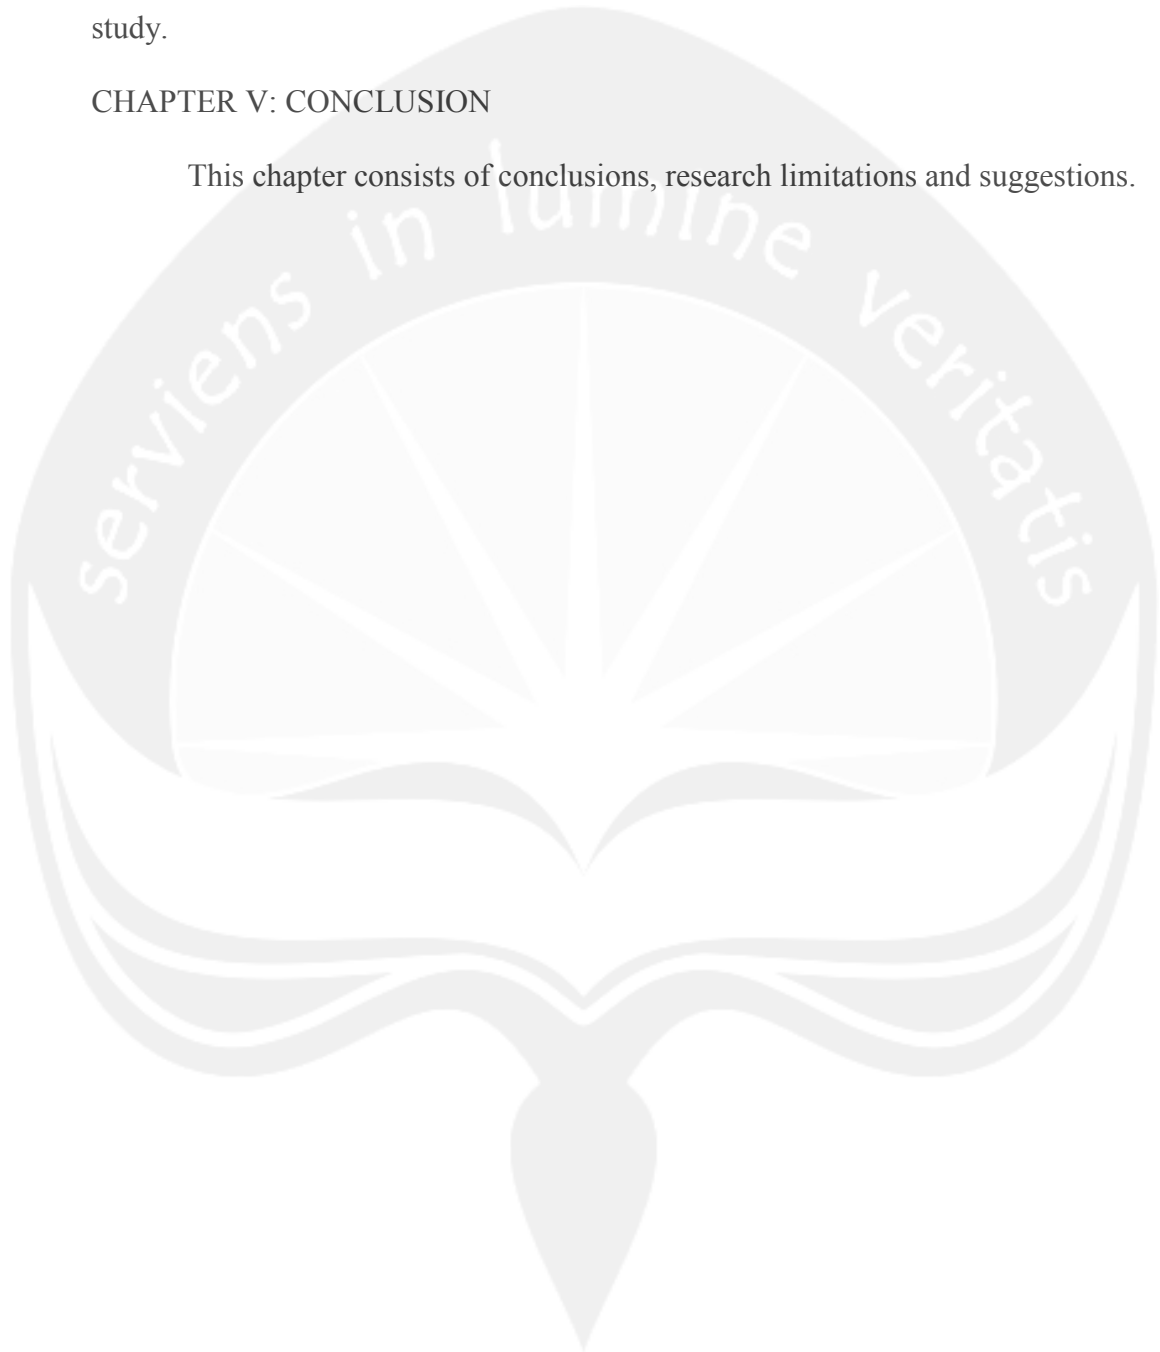 study.
CHAPTER V: CONCLUSION
This chapter consists of conclusions, research limitations and suggestions.
serviens in lumine veritatis